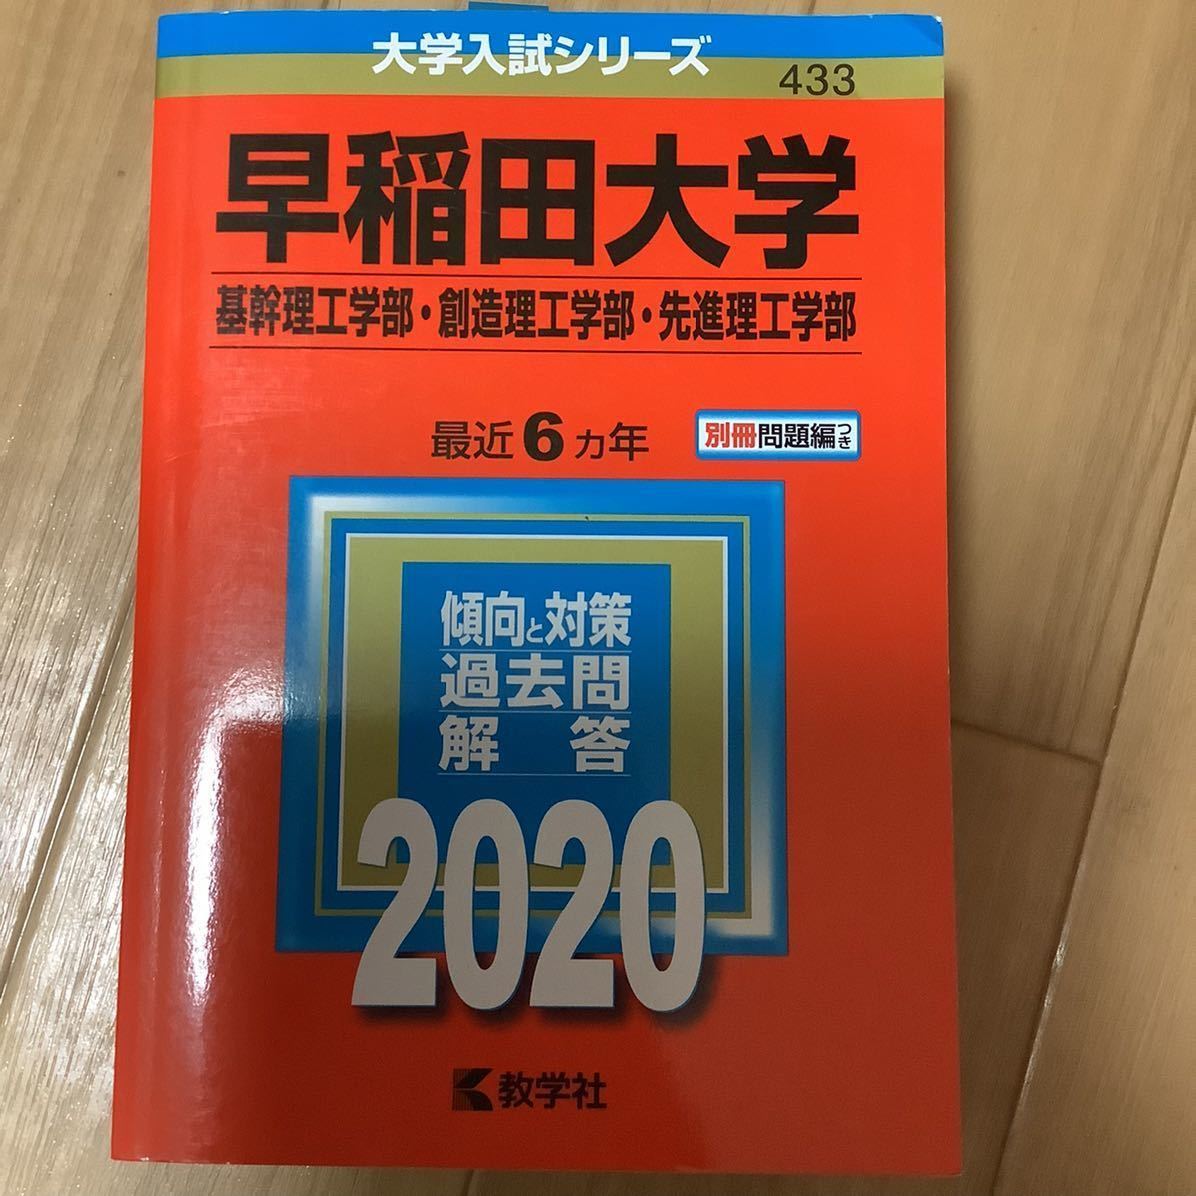 大学入試シリーズ
433
早稲田大学
基幹理工学部・創造理工学部・先進理工学部
最近6カ年
別冊問題編つき
傾向と対策
過去問
解答
2020
教学社